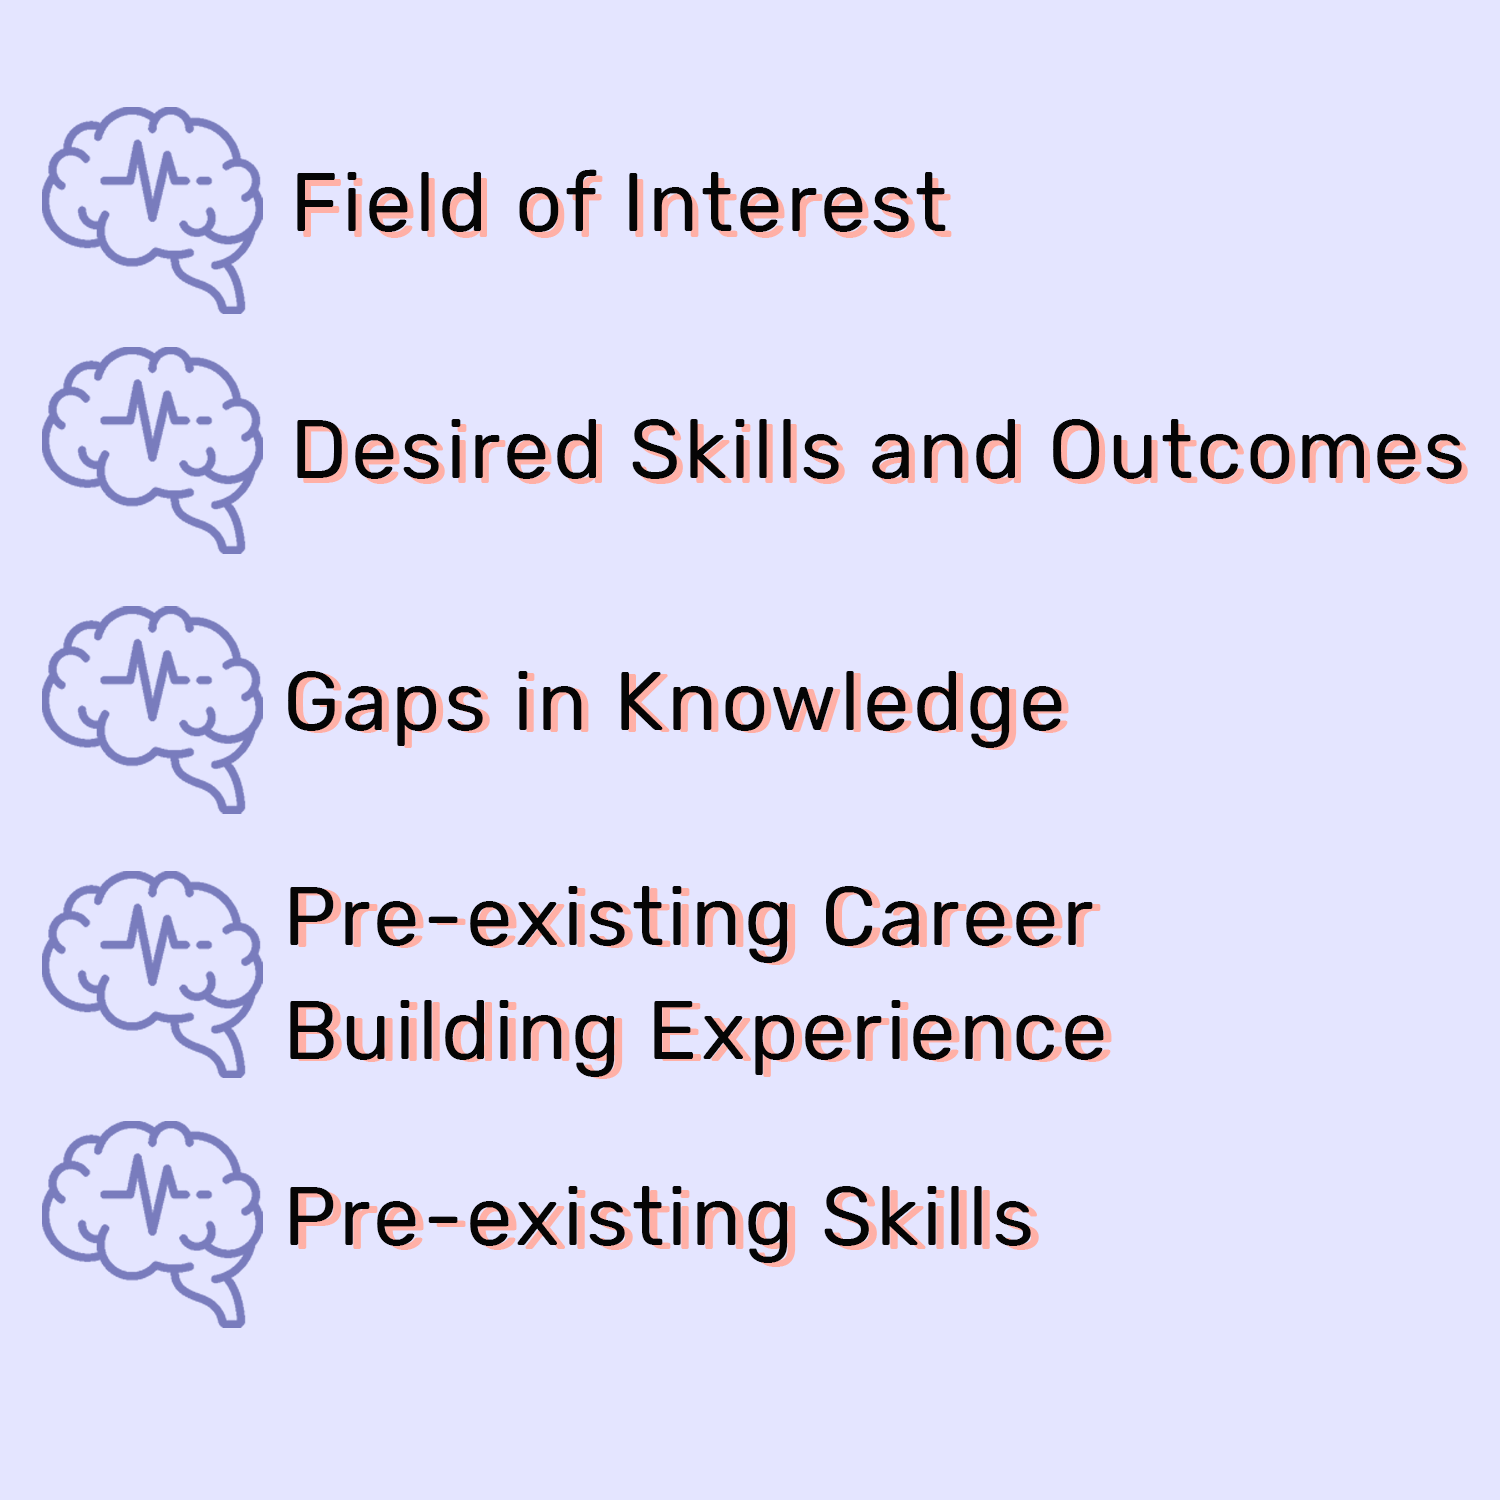 Field of Interest
Desired Skills and Outcomes
Gaps in Knowledge
Pre-existing Career
Building Experience
Pre-existing Skills